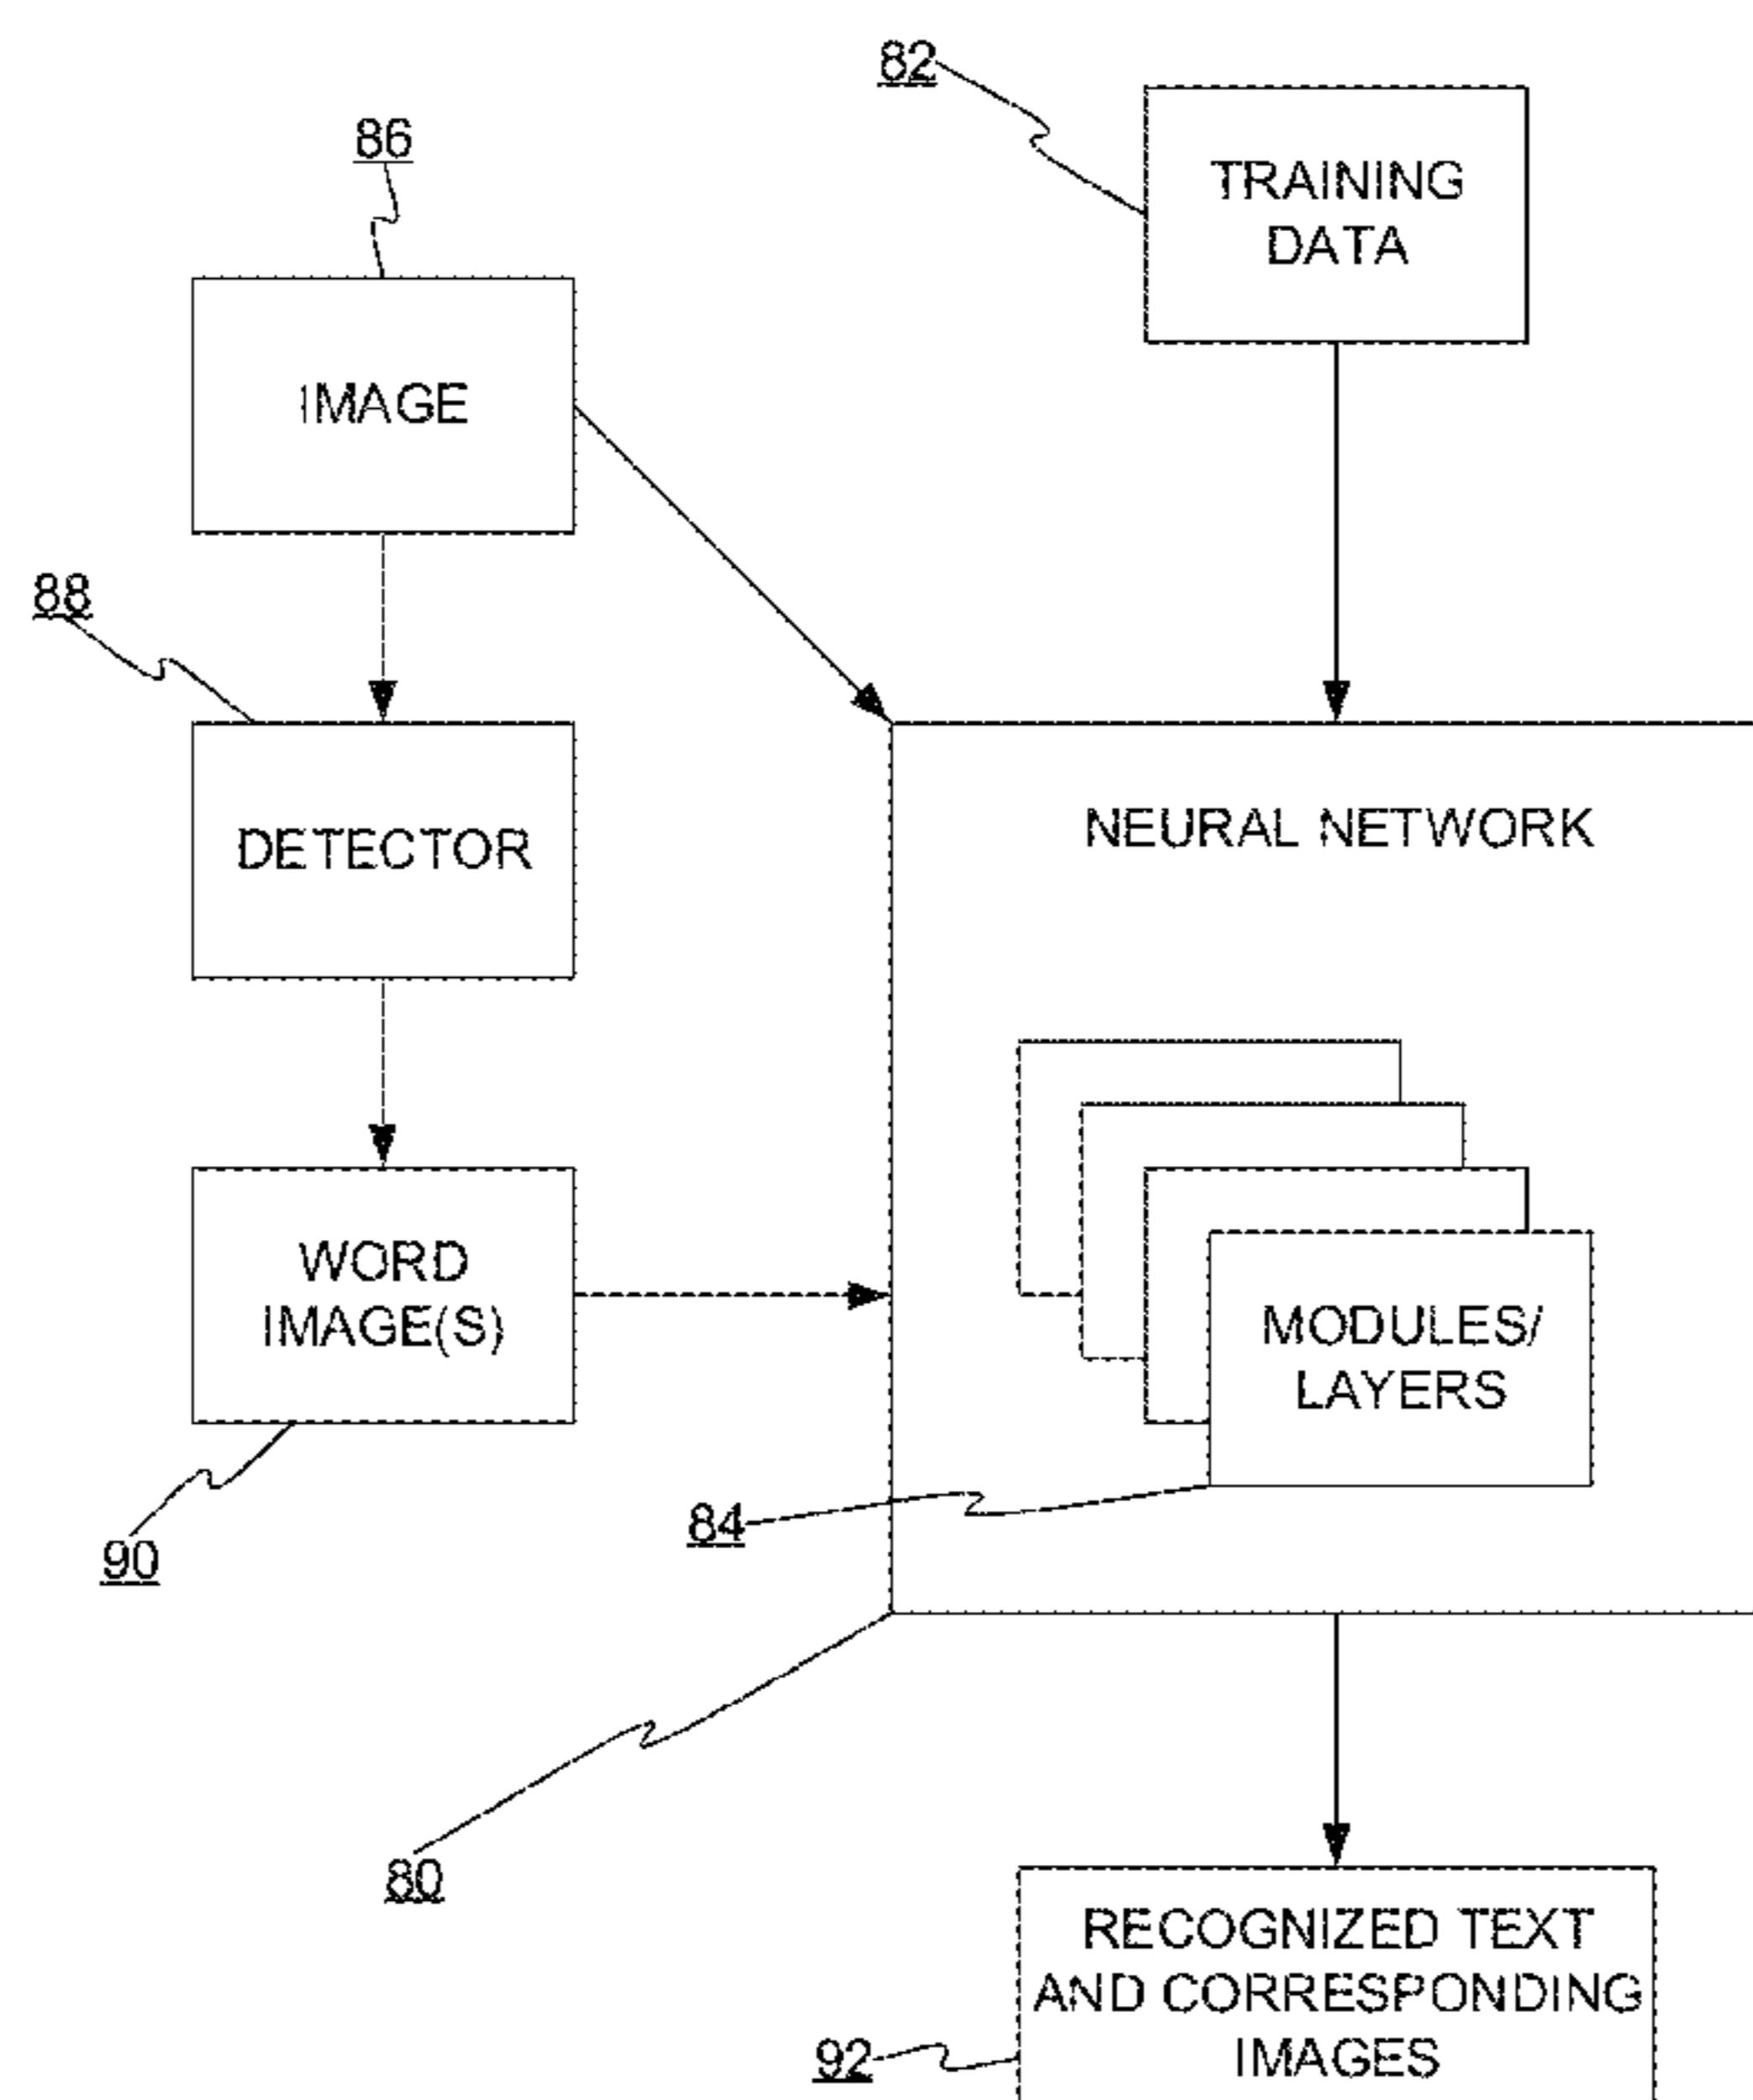 82
86
TRAINING
DATA
IMAGE
88
DETECTOR
NEURAL NETWORK
WORD
IMAGE(S)
MODULES/
LAYERS
84
90
80
RECOGNIZED TEXT
AND CORRESPONDING
IMAGES
92